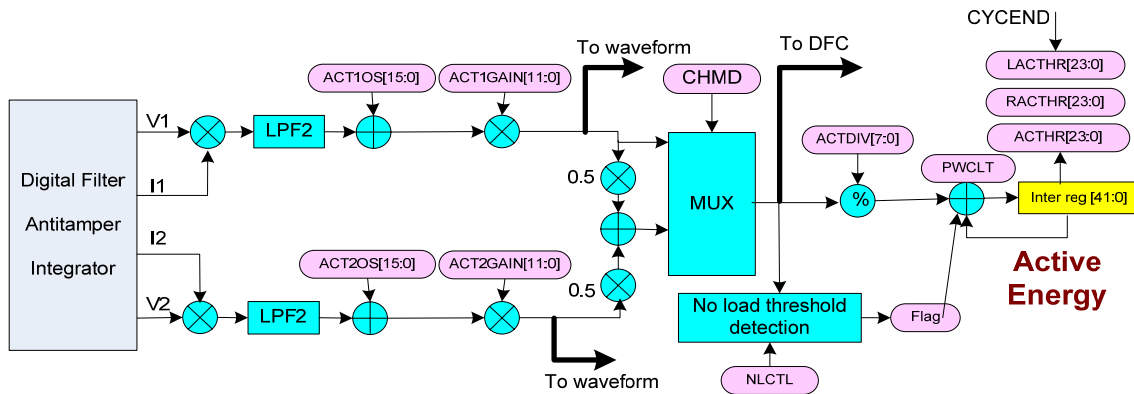 CYCEND
To waveform
To DFC
LACTHR[23:0]
ACT1OS[15:0]
ACT1GAIN[11:0]
CHMD
RACTHR[23:0]
V1
LPF2
ACTDIV[7:0]
ACTHR[23:0]
Digital Filter
Antitamper
Integrator
I1
0.5
MUX
%
PWCLT
Inter reg [41:0]
I2
ACT2OS[15:0]
ACT2GAIN[11:0]
0.5
Active
Energy
V2
LPF2
No load threshold
detection
Flag
To waveform
NLCTL